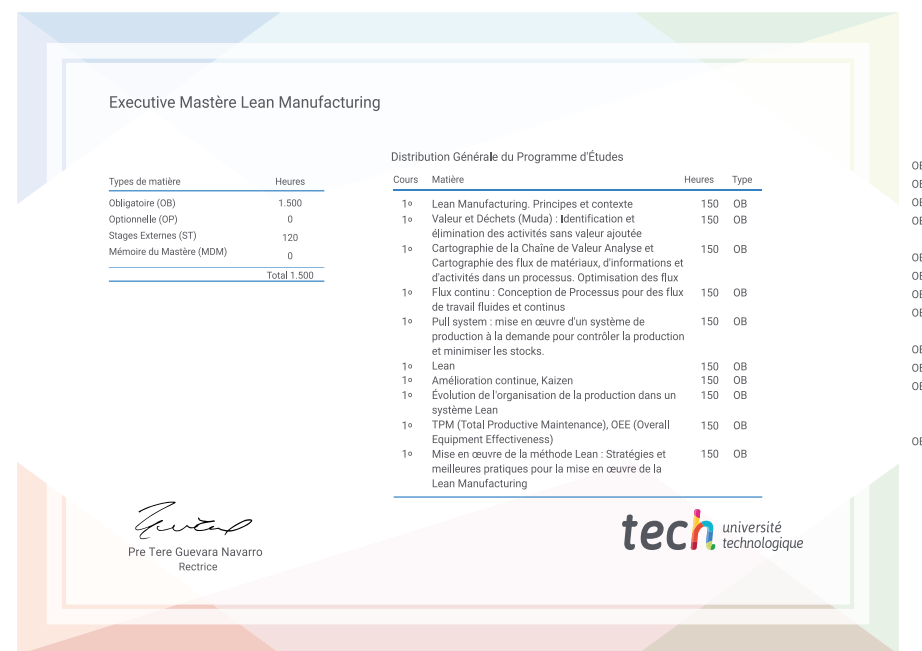 Executive Mastère Lean Manufacturing
Types de matière Heures
Obligatoire (OB) 1.500
Optionnelle (OP) 0
Stages Externes (ST) 120
Mémoire du Mastère (MDM) 0
Total 1.500
Distribution Générale du Programme d'Études
Cours Matière Heures Type
1º Lean Manufacturing. Principes et contexte 150 OB
1º Valeur et Déchets (Muda) : Identification et 150 OB
élimination des activités sans valeur ajoutée
1º Cartographie de la Chaîne de Valeur Analyse et 150 OB
Cartographie des flux de matériaux, d'informations et
d'activités dans un processus. Optimisation des flux
1º Flux continu : Conception de Processus pour des flux 150 OB
de travail fluides et continus
1º Pull system : mise en œuvre d'un système de 150 OB
production à la demande pour contrôler la production
et minimiser les stocks.
1º Lean 150 OB
1º Amélioration continue, Kaizen 150 OB
1º Évolution de l'organisation de la production dans un 150 OB
système Lean
1º TPM (Total Productive Maintenance), OEE (Overall 150 OB
Equipment Effectiveness)
1º Mise en œuvre de la méthode Lean : Stratégies et 150 OB
meilleures pratiques pour la mise en œuvre de la
Lean Manufacturing
Pre Tere Guevara Navarro
Rectrice
tech université
technologique